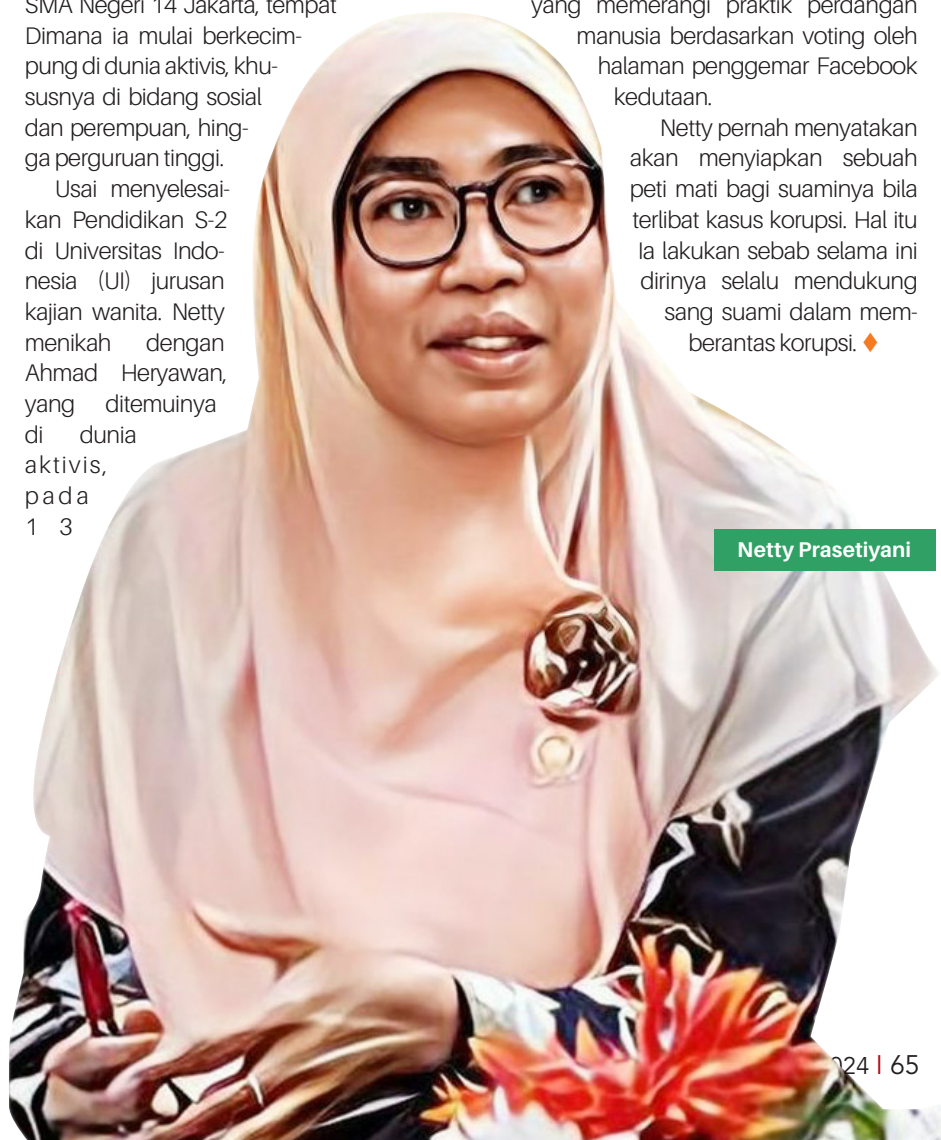 SMA Negeri 14 Jakarta, tempat
Dimana ia mulai berkecim-
pung di dunia aktivis, khu-
susnya di bidang sosial
dan perempuan, hing-
ga perguruan tinggi.
Usai menyelesai-
kan Pendidikan S-2
di Universitas Indo-
nesia (UI) jurusan
kajian wanita. Netty
menikah dengan
Ahmad Heryawan,
yang ditemuinya
di dunia
aktivis,
pada
1 3
yang memerangi praktik perdangan
manusia berdasarkan voting oleh
halaman penggemar Facebook
kedutaan.
Netty pernah menyatakan
akan menyiapkan sebuah
peti mati bagi suaminya bila
terlibat kasus korupsi. Hal itu
Ia lakukan sebab selama ini
dirinya selalu mendukung
sang suami dalam mem-
berantas korupsi.
Netty Prasetiyani
24 | 65